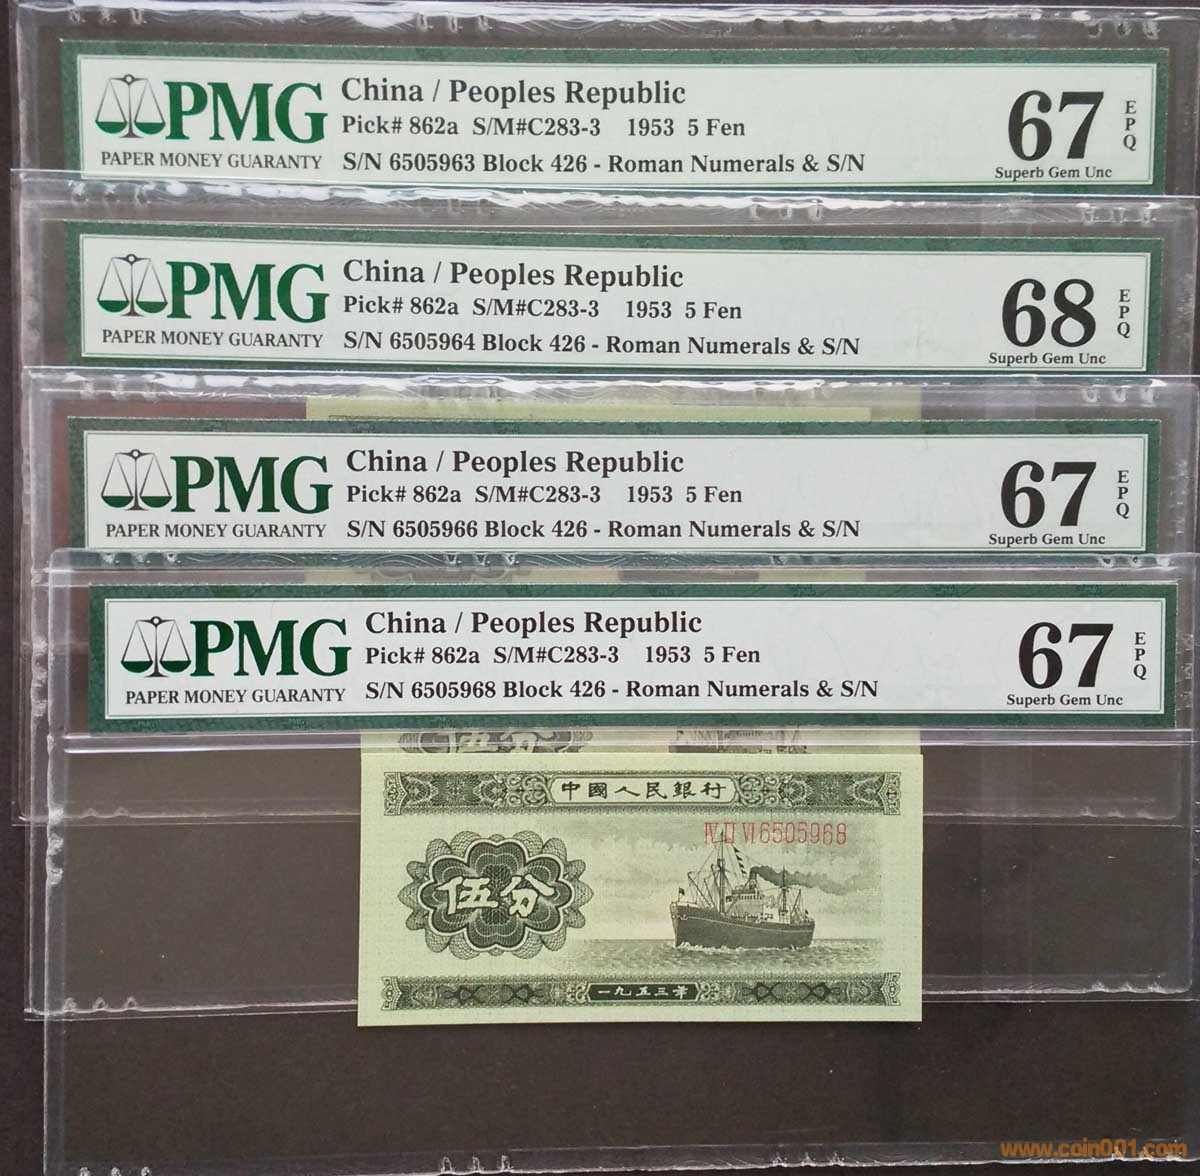 PMG
PAPER MONEY GUARANTY
China / Peoples Republic
Pick# 862a S/M#C283-3 1953 5 Fen
S/N 6505963 Block 426 - Roman Numerals & S/N
67
EPQ
Superb Gem Unc
PMG
PAPER MONEY GUARANTY
China / Peoples Republic
Pick# 862a S/M#C283-3 1953 5 Fen
S/N 6505964 Block 426 - Roman Numerals & S/N
68
EPQ
Superb Gem Unc
PMG
PAPER MONEY GUARANTY
China / Peoples Republic
Pick# 862a S/M#C283-3 1953 5 Fen
S/N 6505966 Block 426 - Roman Numerals & S/N
67
EPQ
Superb Gem Unc
PMG
PAPER MONEY GUARANTY
China / Peoples Republic
Pick# 862a S/M#C283-3 1953 5 Fen
S/N 6505968 Block 426 - Roman Numerals & S/N
67
EPQ
Superb Gem Unc
伍分
中國人民銀行
IV II VI 6505968
伍分
一九五三年
www.coin001.com